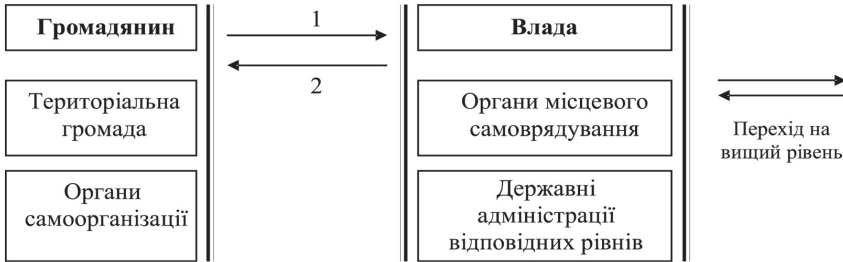 Громадянин
1
Влада
2
Територіальна
громада
Органи місцевого
самоврядування
Перехід на
вищий рівень
Органи
самоорганізації
Державні
адміністрації
відповідних рівнів